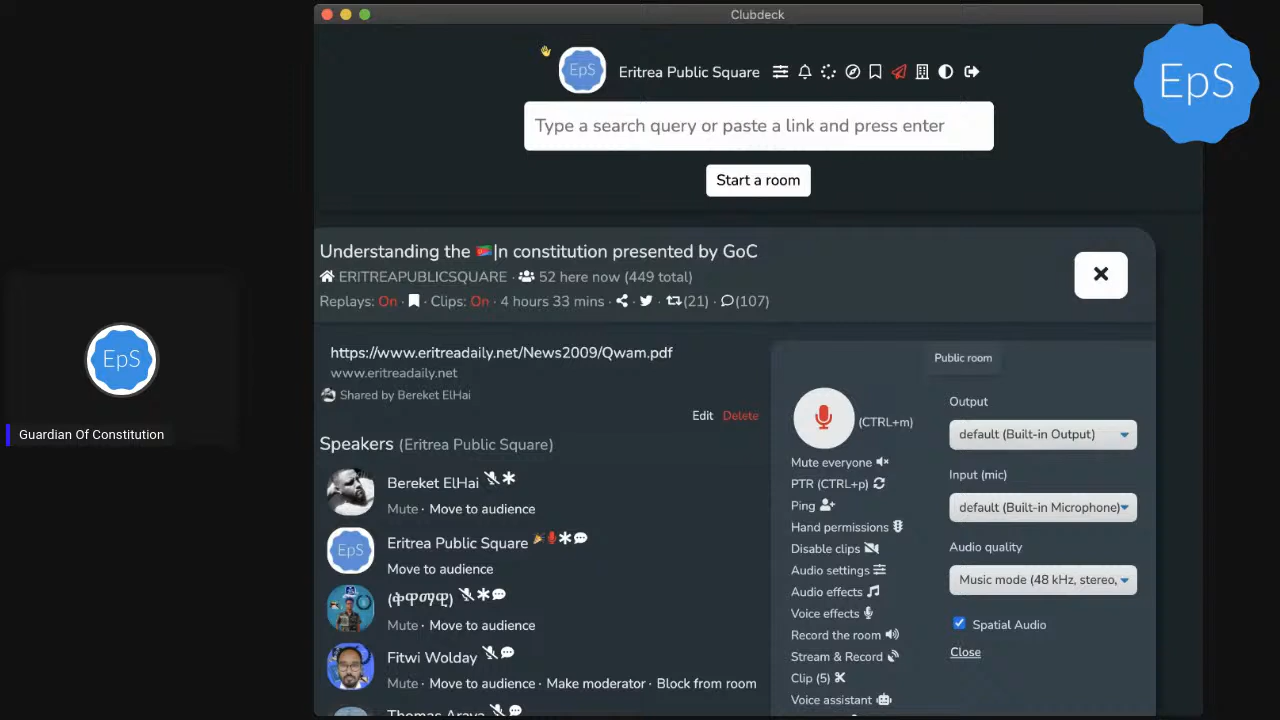 Clubdeck
EpS
Eritrea Public Square
EpS
Type a search query or paste a link and press enter
Start a room
Understanding the 🇪🇷|n constitution presented by GoC
ERITREAPUBLICSQUARE · 52 here now (449 total)
Replays: On · Clips: On · 4 hours 33 mins · (21) · (107)
https://www.eritreadaily.net/News2009/Qwam.pdf
www.eritreadaily.net
Shared by Bereket ElHai
Edit Delete
Speakers (Eritrea Public Square)
Bereket ElHai
Mute · Move to audience
EpS
Eritrea Public Square
Move to audience
(ቅዋማዊ)
Mute · Move to audience
Fitwi Wolday
Mute · Move to audience · Make moderator · Block from room
Thomas Araya
Public room
(CTRL+m)
Mute everyone
PTR (CTRL+p)
Ping
Hand permissions
Disable clips
Audio settings
Audio effects
Voice effects
Record the room
Stream & Record
Clip (5)
Voice assistant
Output
default (Built-in Output)
Input (mic)
default (Built-in Microphone)
Audio quality
Music mode (48 kHz, stereo,
Spatial Audio
Close
EpS
Guardian Of Constitution